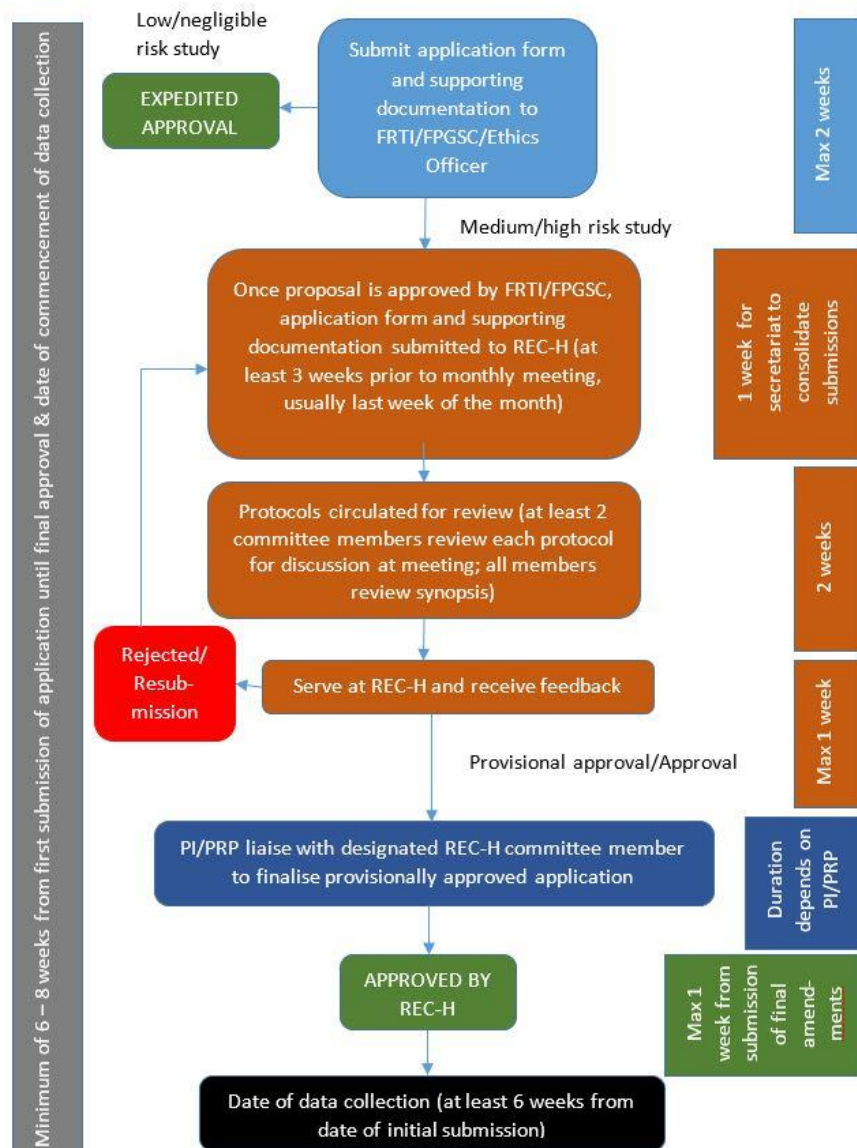 Minimum of 6 – 8 weeks from first submission of application until final approval & date of commencement of data collection
Low/negligible
risk study
EXPEDITED
APPROVAL
Submit application form
and supporting
documentation to
FRTI/FPGSC/Ethics
Officer
Max 2 weeks
Medium/high risk study
Once proposal is approved by FRTI/FPGSC,
application form and supporting
documentation submitted to REC-H (at
least 3 weeks prior to monthly meeting,
usually last week of the month)
1 week for
secretariat to
consolidate
submissions
Protocols circulated for review (at least 2
committee members review each protocol
for discussion at meeting; all members
review synopsis)
2 weeks
Rejected/
Resub-
mission
Serve at REC-H and receive feedback
Max 1 week
Provisional approval/Approval
PI/PRP liaise with designated REC-H committee member
to finalise provisionally approved application
Duration
depends on
PI/PRP
APPROVED BY
REC-H
Max 1
week from
submission
of final
amend-
ments
Date of data collection (at least 6 weeks from
date of initial submission)